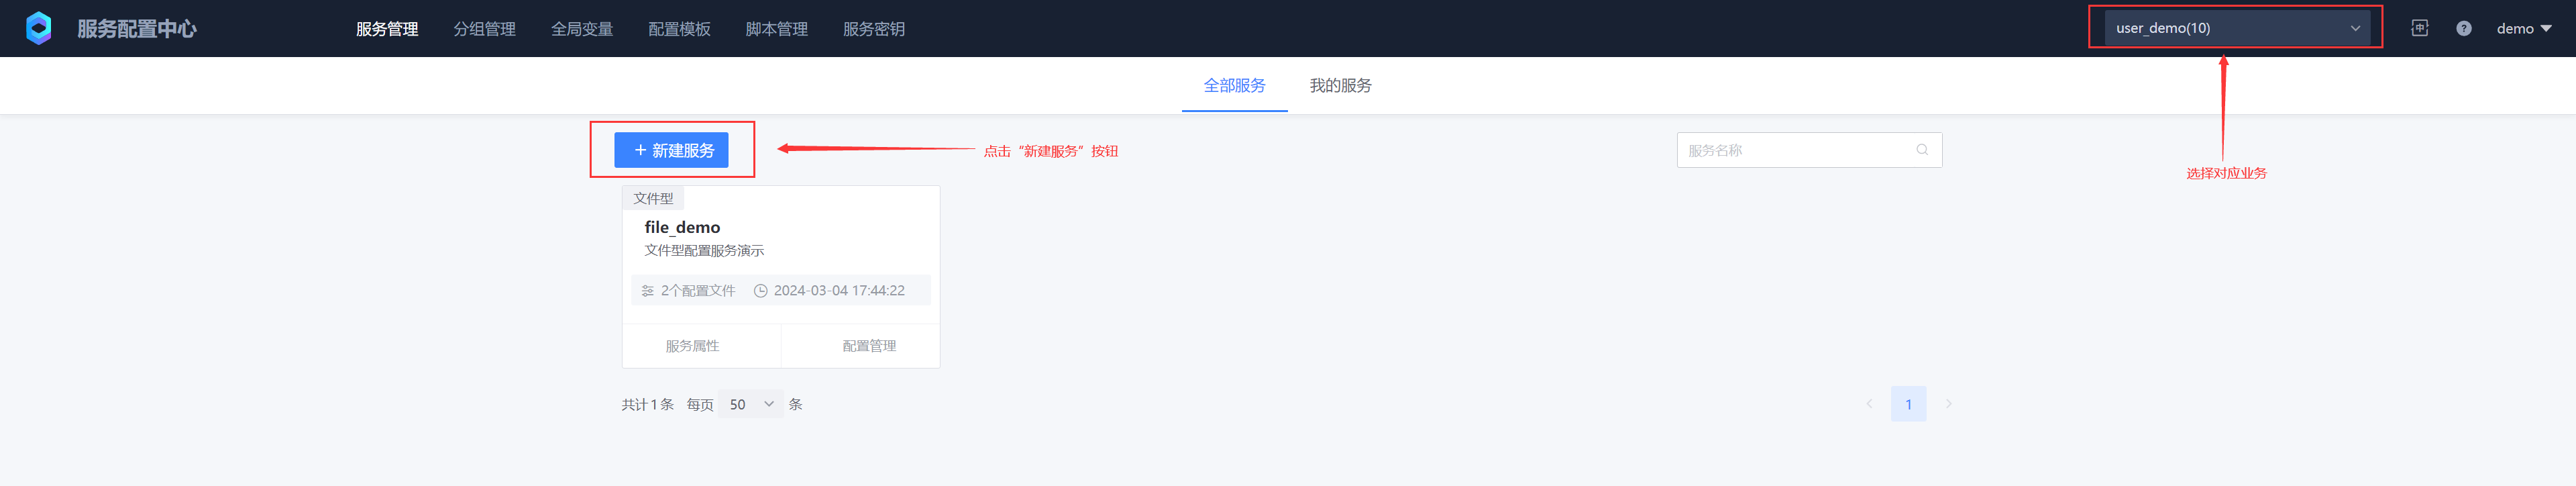 服务配置中心 服务管理 分组管理 全局变量 配置模板 脚本管理 服务密钥 user_demo(10) 中 ? demo
全部服务 我的服务
+ 新建服务 点击“新建服务”按钮 服务名称
选择对应业务
文件型
file_demo
文件型配置服务演示
2个配置文件 2024-03-04 17:44:22
服务属性 配置管理
共计1条 每页 50 条 1